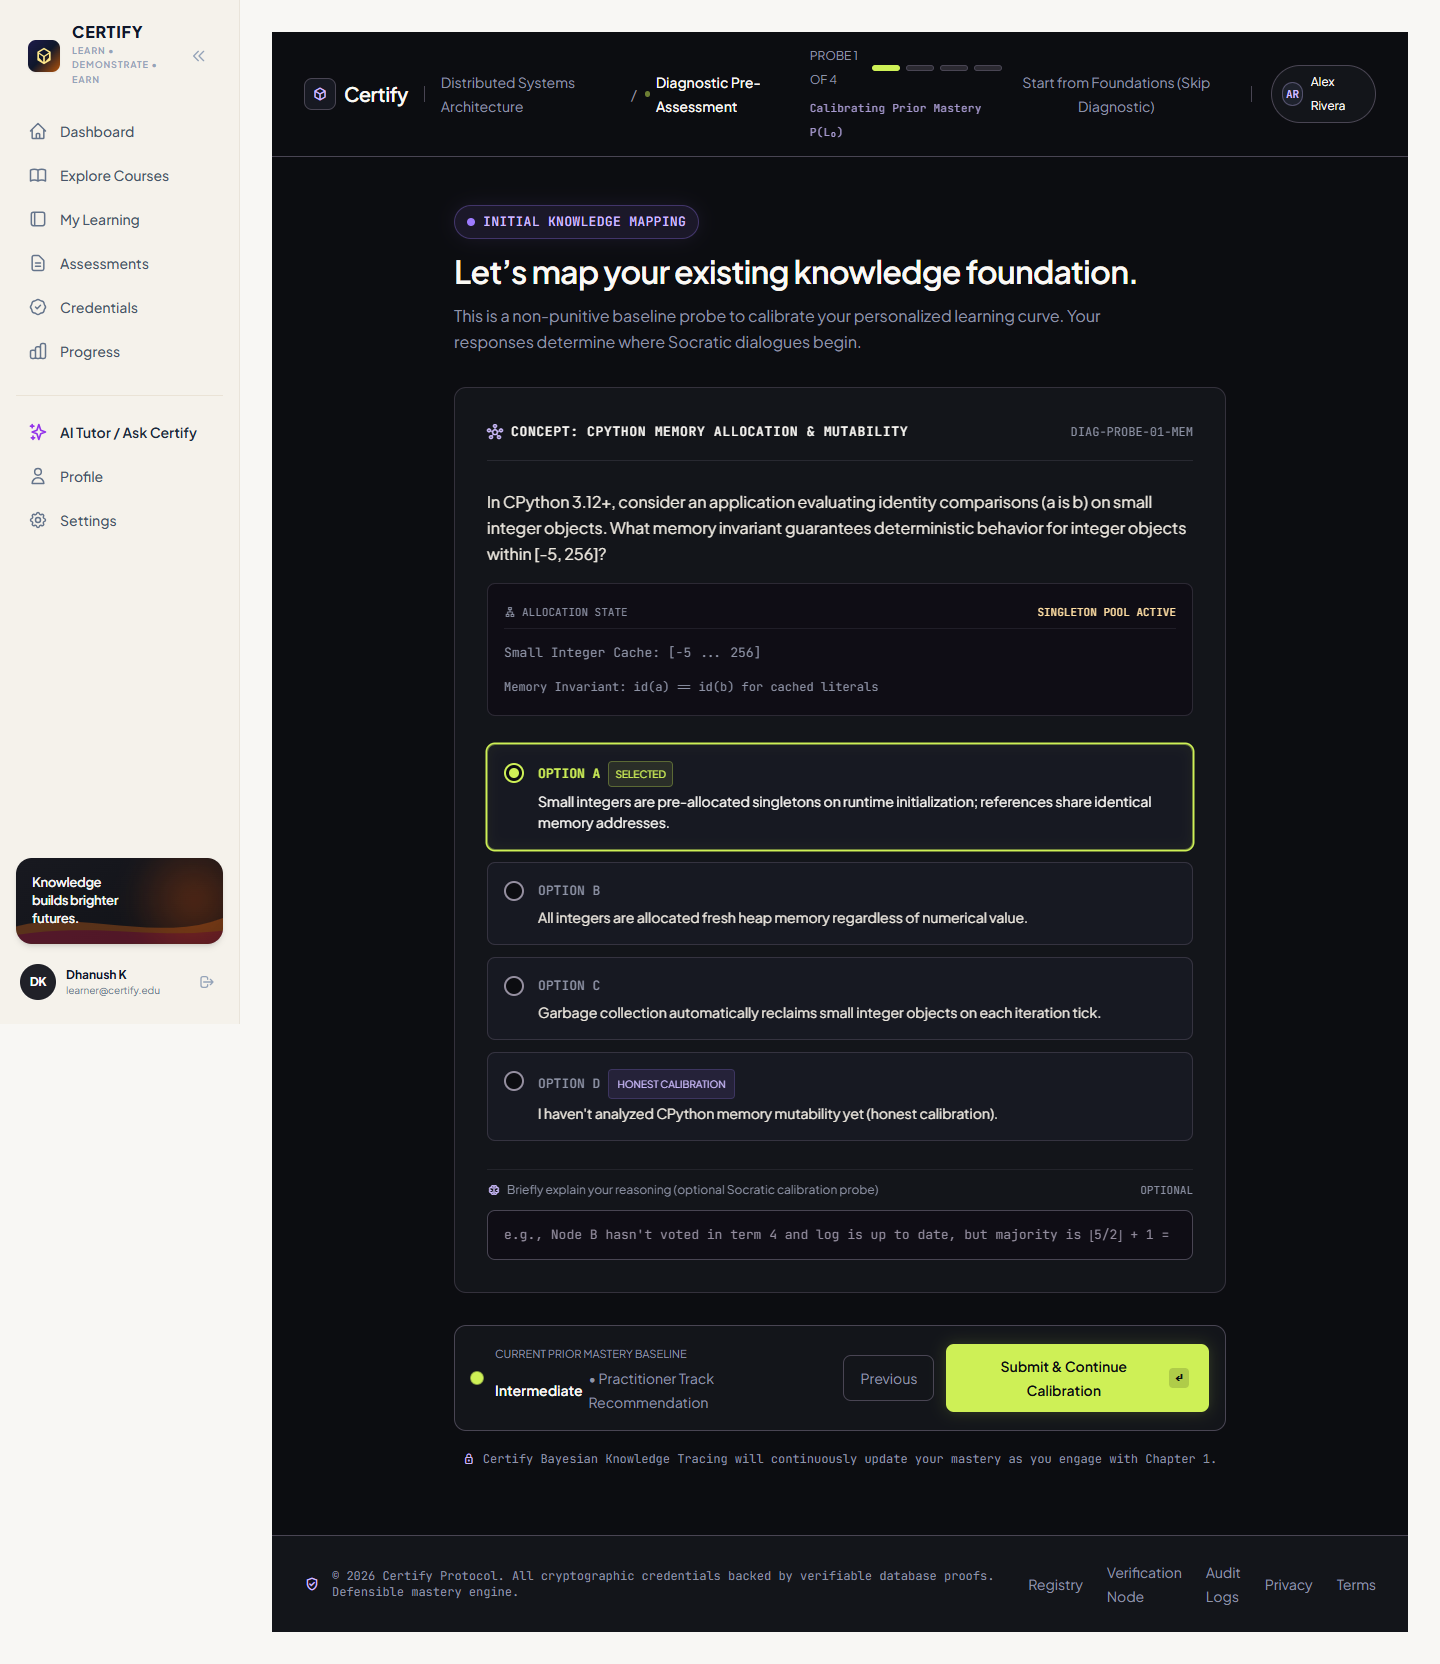 CERTIFY
LEARN •
DEMONSTRATE •
EARN
Dashboard
Explore Courses
My Learning
Assessments
Credentials
Progress
AI Tutor / Ask Certify
Profile
Settings
Knowledge
builds brighter
futures.
DK
Dhanush K
learner@certify.edu
Certify
Distributed Systems
Architecture
/
Diagnostic Pre-
Assessment
PROBE 1
OF 4
Calibrating Prior Mastery
P(L₀)
Start from Foundations (Skip
Diagnostic)
AR
Alex
Rivera
INITIAL KNOWLEDGE MAPPING
Let’s map your existing knowledge foundation.
This is a non-punitive baseline probe to calibrate your personalized learning curve. Your
responses determine where Socratic dialogues begin.
CONCEPT: CPYTHON MEMORY ALLOCATION & MUTABILITY
DIAG-PROBE-01-MEM
In CPython 3.12+, consider an application evaluating identity comparisons (a is b) on small
integer objects. What memory invariant guarantees deterministic behavior for integer objects
within [-5, 256]?
ALLOCATION STATE
SINGLETON POOL ACTIVE
Small Integer Cache: [-5 ... 256]
Memory Invariant: id(a) == id(b) for cached literals
OPTION A SELECTED
Small integers are pre-allocated singletons on runtime initialization; references share identical
memory addresses.
OPTION B
All integers are allocated fresh heap memory regardless of numerical value.
OPTION C
Garbage collection automatically reclaims small integer objects on each iteration tick.
OPTION D HONEST CALIBRATION
I haven't analyzed CPython memory mutability yet (honest calibration).
Briefly explain your reasoning (optional Socratic calibration probe)
OPTIONAL
e.g., Node B hasn't voted in term 4 and log is up to date, but majority is ⌊5/2⌋ + 1 =
CURRENT PRIOR MASTERY BASELINE
Intermediate
• Practitioner Track
Recommendation
Previous
Submit & Continue
Calibration
↵
Certify Bayesian Knowledge Tracing will continuously update your mastery as you engage with Chapter 1.
© 2026 Certify Protocol. All cryptographic credentials backed by verifiable database proofs.
Defensible mastery engine.
Registry
Verification
Node
Audit
Logs
Privacy
Terms